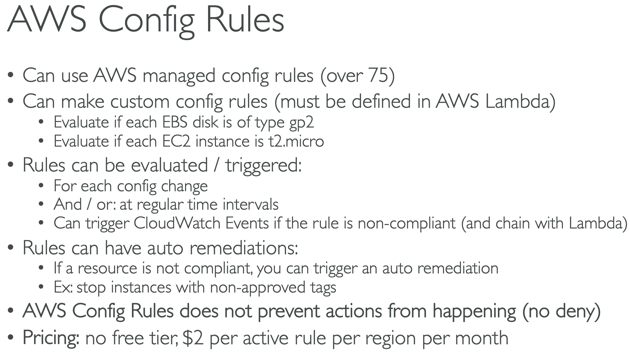 AWS Config Rules
• Can use AWS managed config rules (over 75)
• Can make custom config rules (must be defined in AWS Lambda)
• Evaluate if each EBS disk is of type gp2
• Evaluate if each EC2 instance is t2.micro
• Rules can be evaluated / triggered:
• For each config change
• And / or: at regular time intervals
• Can trigger CloudWatch Events if the rule is non-compliant (and chain with Lambda)
• Rules can have auto remediations:
• If a resource is not compliant, you can trigger an auto remediation
• Ex: stop instances with non-approved tags
• AWS Config Rules does not prevent actions from happening (no deny)
• Pricing: no free tier, $2 per active rule per region per month